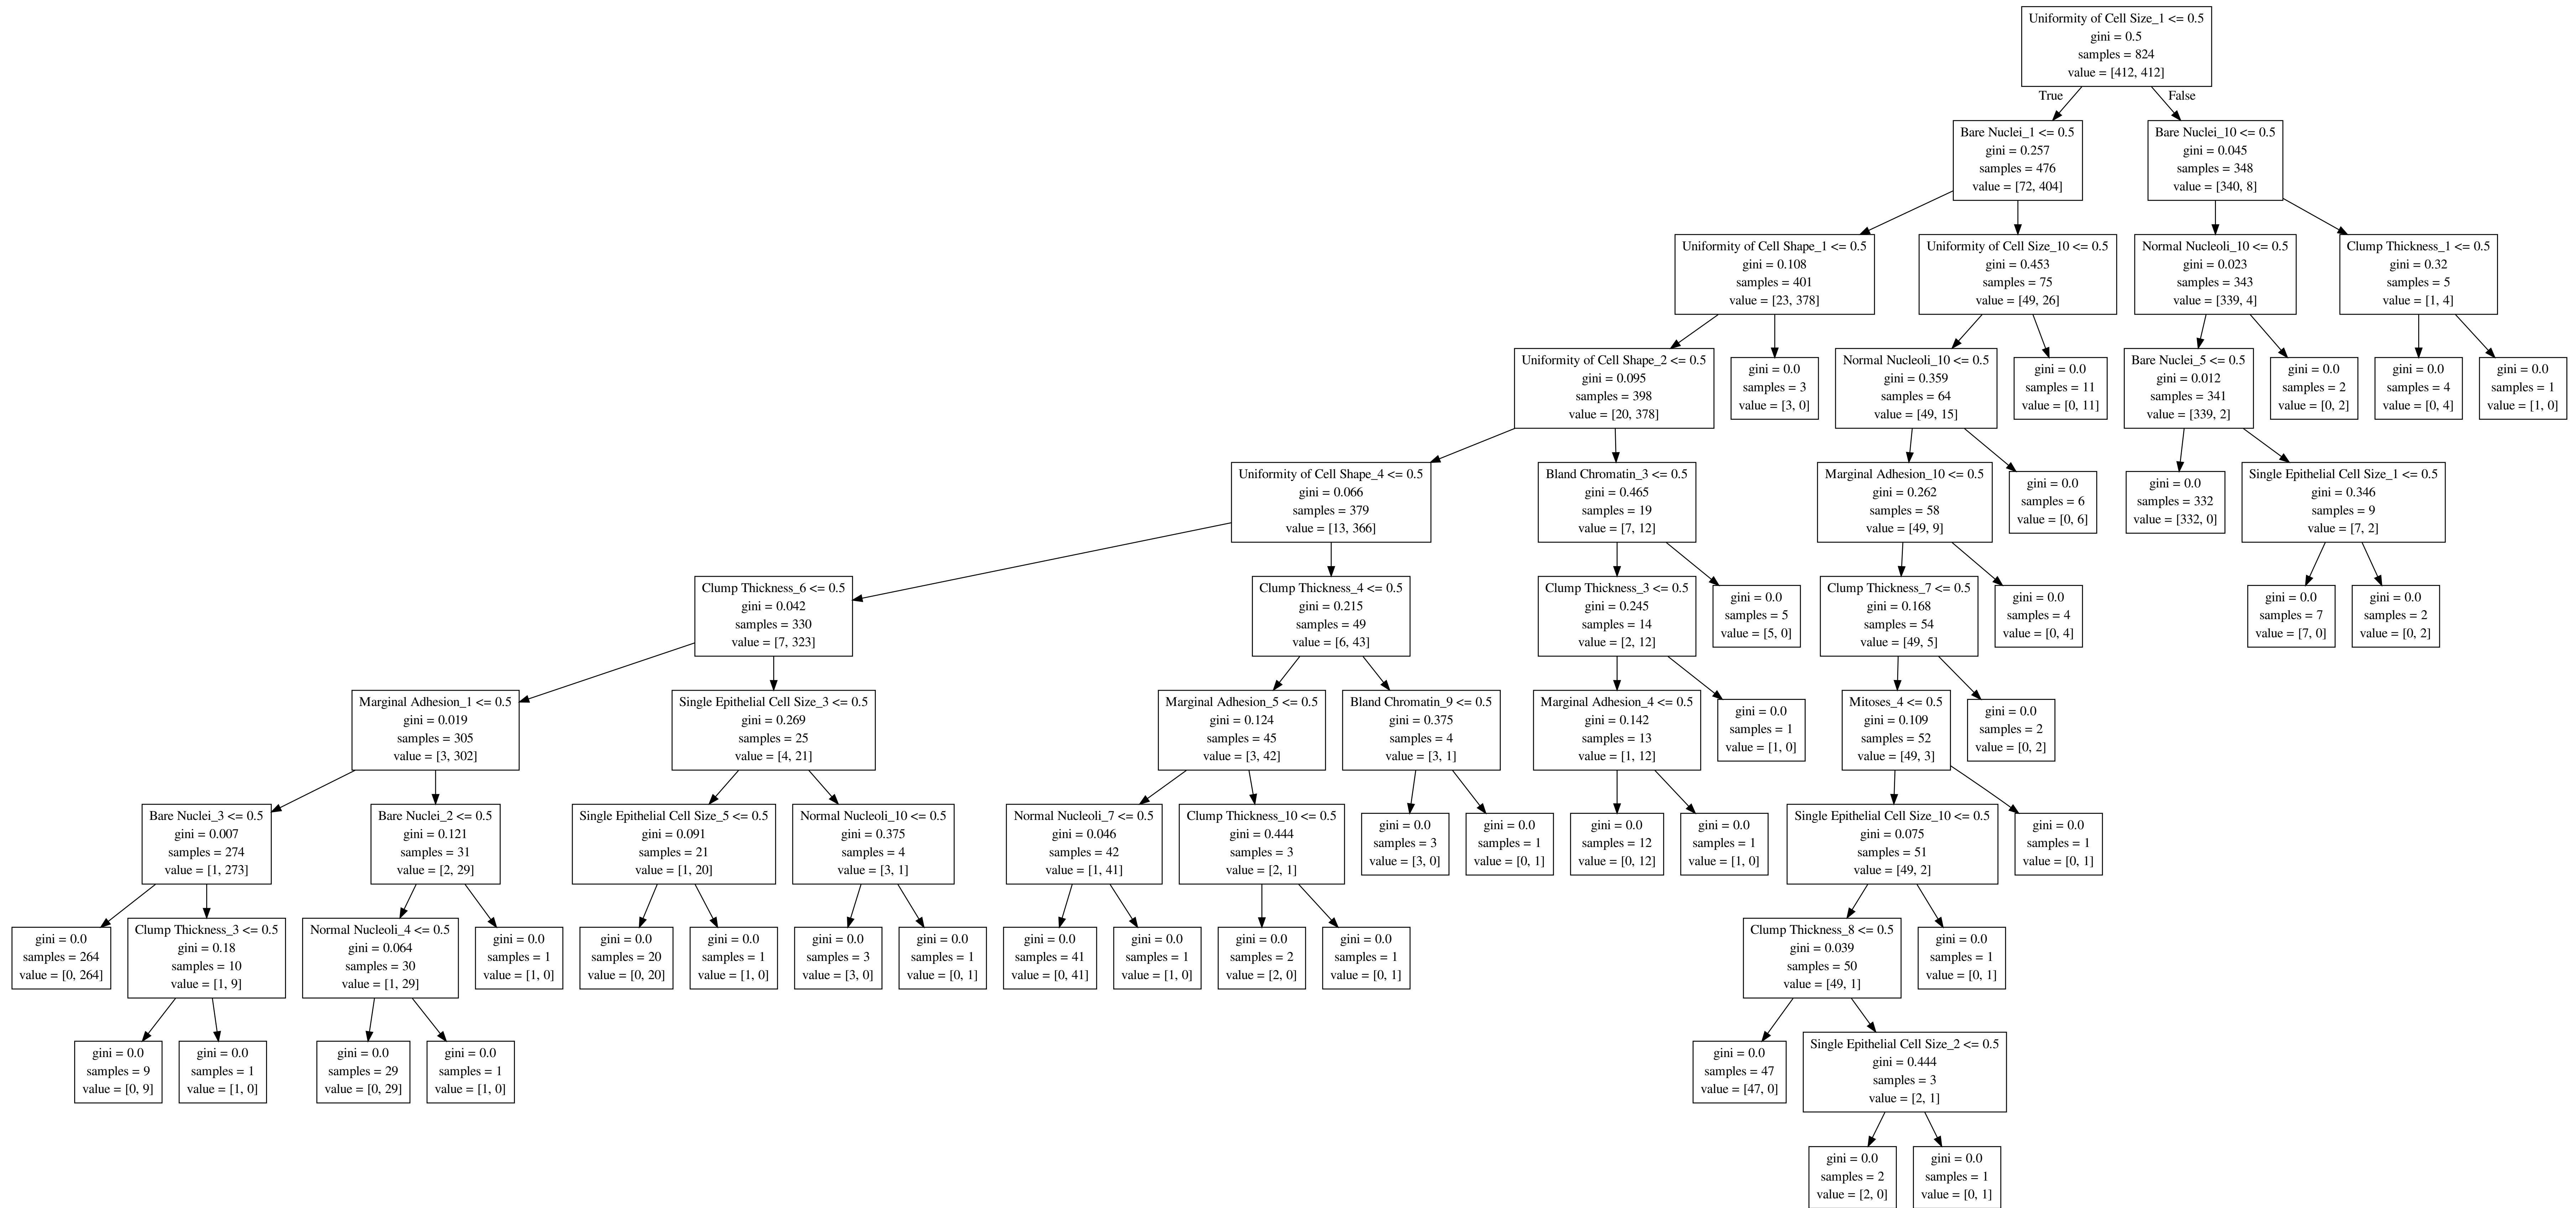 Uniformity of Cell Size_1 <= 0.5
gini = 0.5
samples = 824
value = [412, 412]
True
False
Bare Nuclei_1 <= 0.5
gini = 0.257
samples = 476
value = [72, 404]
Bare Nuclei_10 <= 0.5
gini = 0.045
samples = 348
value = [340, 8]
Uniformity of Cell Shape_1 <= 0.5
gini = 0.108
samples = 401
value = [23, 378]
Uniformity of Cell Size_10 <= 0.5
gini = 0.453
samples = 75
value = [49, 26]
Normal Nucleoli_10 <= 0.5
gini = 0.023
samples = 343
value = [339, 4]
Clump Thickness_1 <= 0.5
gini = 0.32
samples = 5
value = [1, 4]
Uniformity of Cell Shape_2 <= 0.5
gini = 0.095
samples = 398
value = [20, 378]
gini = 0.0
samples = 3
value = [3, 0]
Normal Nucleoli_10 <= 0.5
gini = 0.359
samples = 64
value = [49, 15]
gini = 0.0
samples = 11
value = [0, 11]
Bare Nuclei_5 <= 0.5
gini = 0.012
samples = 341
value = [339, 2]
gini = 0.0
samples = 2
value = [0, 2]
gini = 0.0
samples = 4
value = [0, 4]
gini = 0.0
samples = 1
value = [1, 0]
Uniformity of Cell Shape_4 <= 0.5
gini = 0.066
samples = 379
value = [13, 366]
Bland Chromatin_3 <= 0.5
gini = 0.465
samples = 19
value = [7, 12]
Marginal Adhesion_10 <= 0.5
gini = 0.262
samples = 58
value = [49, 9]
gini = 0.0
samples = 6
value = [0, 6]
gini = 0.0
samples = 332
value = [332, 0]
Single Epithelial Cell Size_1 <= 0.5
gini = 0.346
samples = 9
value = [7, 2]
Clump Thickness_6 <= 0.5
gini = 0.042
samples = 330
value = [7, 323]
Clump Thickness_4 <= 0.5
gini = 0.215
samples = 49
value = [6, 43]
Clump Thickness_3 <= 0.5
gini = 0.245
samples = 14
value = [2, 12]
gini = 0.0
samples = 5
value = [5, 0]
Clump Thickness_7 <= 0.5
gini = 0.168
samples = 54
value = [49, 5]
gini = 0.0
samples = 4
value = [0, 4]
gini = 0.0
samples = 7
value = [7, 0]
gini = 0.0
samples = 2
value = [0, 2]
Marginal Adhesion_1 <= 0.5
gini = 0.019
samples = 305
value = [3, 302]
Single Epithelial Cell Size_3 <= 0.5
gini = 0.269
samples = 25
value = [4, 21]
Marginal Adhesion_5 <= 0.5
gini = 0.124
samples = 45
value = [3, 42]
Bland Chromatin_9 <= 0.5
gini = 0.375
samples = 4
value = [3, 1]
Marginal Adhesion_4 <= 0.5
gini = 0.142
samples = 13
value = [1, 12]
gini = 0.0
samples = 1
value = [1, 0]
Mitoses_4 <= 0.5
gini = 0.109
samples = 52
value = [49, 3]
gini = 0.0
samples = 2
value = [0, 2]
Bare Nuclei_3 <= 0.5
gini = 0.007
samples = 274
value = [1, 273]
Bare Nuclei_2 <= 0.5
gini = 0.121
samples = 31
value = [2, 29]
Single Epithelial Cell Size_5 <= 0.5
gini = 0.091
samples = 21
value = [1, 20]
Normal Nucleoli_10 <= 0.5
gini = 0.375
samples = 4
value = [3, 1]
Normal Nucleoli_7 <= 0.5
gini = 0.046
samples = 42
value = [1, 41]
Clump Thickness_10 <= 0.5
gini = 0.444
samples = 3
value = [2, 1]
gini = 0.0
samples = 3
value = [3, 0]
gini = 0.0
samples = 1
value = [0, 1]
gini = 0.0
samples = 12
value = [0, 12]
gini = 0.0
samples = 1
value = [1, 0]
Single Epithelial Cell Size_10 <= 0.5
gini = 0.075
samples = 51
value = [49, 2]
gini = 0.0
samples = 1
value = [0, 1]
gini = 0.0
samples = 264
value = [0, 264]
Clump Thickness_3 <= 0.5
gini = 0.18
samples = 10
value = [1, 9]
Normal Nucleoli_4 <= 0.5
gini = 0.064
samples = 30
value = [1, 29]
gini = 0.0
samples = 1
value = [1, 0]
gini = 0.0
samples = 20
value = [0, 20]
gini = 0.0
samples = 1
value = [1, 0]
gini = 0.0
samples = 3
value = [3, 0]
gini = 0.0
samples = 1
value = [0, 1]
gini = 0.0
samples = 41
value = [0, 41]
gini = 0.0
samples = 1
value = [1, 0]
gini = 0.0
samples = 2
value = [2, 0]
gini = 0.0
samples = 1
value = [0, 1]
Clump Thickness_8 <= 0.5
gini = 0.039
samples = 50
value = [49, 1]
gini = 0.0
samples = 1
value = [0, 1]
gini = 0.0
samples = 9
value = [0, 9]
gini = 0.0
samples = 1
value = [1, 0]
gini = 0.0
samples = 29
value = [0, 29]
gini = 0.0
samples = 1
value = [1, 0]
gini = 0.0
samples = 47
value = [47, 0]
Single Epithelial Cell Size_2 <= 0.5
gini = 0.444
samples = 3
value = [2, 1]
gini = 0.0
samples = 2
value = [2, 0]
gini = 0.0
samples = 1
value = [0, 1]